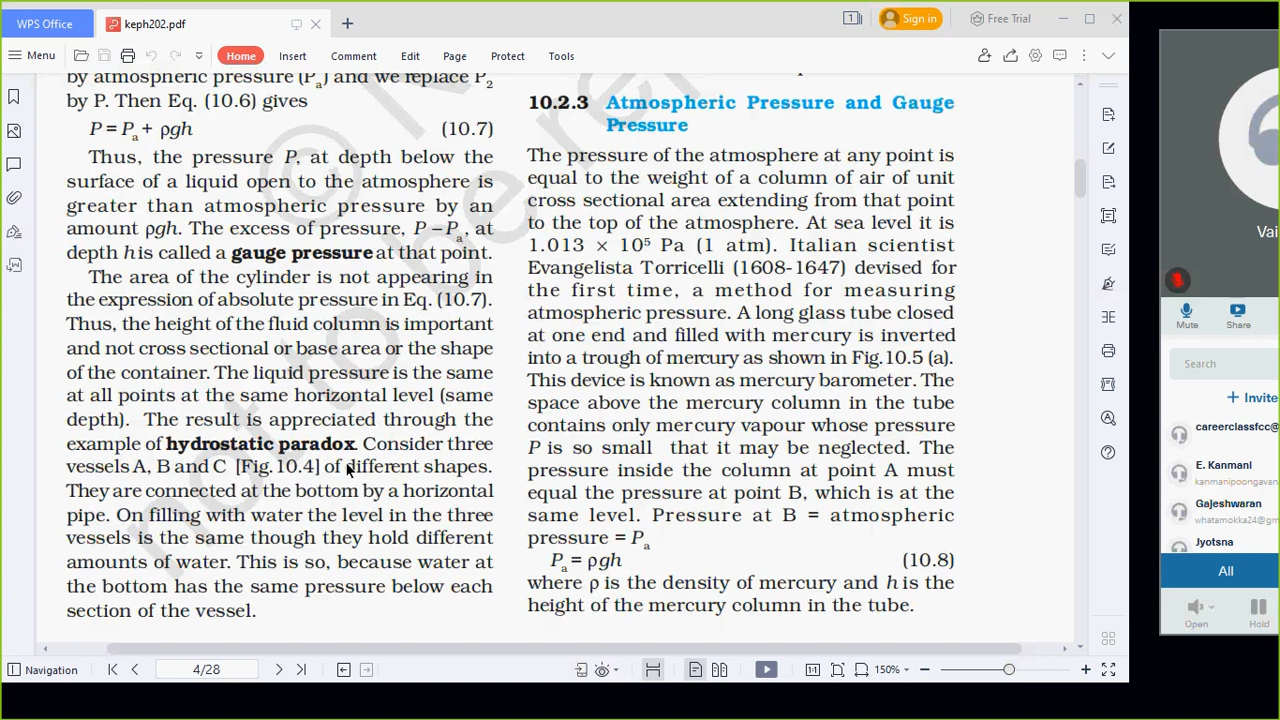 WPS Office
keph202.pdf
Sign in
Free Trial
Menu
Home
Insert
Comment
Edit
Page
Protect
Tools
by atmospheric pressure (Pa) and we replace P2
by P. Then Eq. (10.6) gives
P = Pa + ρgh (10.7)
Thus, the pressure P, at depth below the
surface of a liquid open to the atmosphere is
greater than atmospheric pressure by an
amount ρgh. The excess of pressure, P − Pa, at
depth h is called a gauge pressure at that point.
The area of the cylinder is not appearing in
the expression of absolute pressure in Eq. (10.7).
Thus, the height of the fluid column is important
and not cross sectional or base area or the shape
of the container. The liquid pressure is the same
at all points at the same horizontal level (same
depth). The result is appreciated through the
example of hydrostatic paradox. Consider three
vessels A, B and C [Fig.10.4] of different shapes.
They are connected at the bottom by a horizontal
pipe. On filling with water the level in the three
vessels is the same though they hold different
amounts of water. This is so, because water at
the bottom has the same pressure below each
section of the vessel.
10.2.3 Atmospheric Pressure and Gauge
Pressure
The pressure of the atmosphere at any point is
equal to the weight of a column of air of unit
cross sectional area extending from that point
to the top of the atmosphere. At sea level it is
1.013 × 10⁵ Pa (1 atm). Italian scientist
Evangelista Torricelli (1608-1647) devised for
the first time, a method for measuring
atmospheric pressure. A long glass tube closed
at one end and filled with mercury is inverted
into a trough of mercury as shown in Fig.10.5 (a).
This device is known as mercury barometer. The
space above the mercury column in the tube
contains only mercury vapour whose pressure
P is so small that it may be neglected. The
pressure inside the column at point A must
equal the pressure at point B, which is at the
same level. Pressure at B = atmospheric
pressure = Pa
Pa = ρgh (10.8)
where ρ is the density of mercury and h is the
height of the mercury column in the tube.
not to be re
Navigation
4/28
150%
Vai
Mute
Share
Search
+ Invite
careerclassfcc@
E. Kanmani
kanmanipoongavan
Gajeshwaran
whatamokka24@gm
Jyotsna
All
Open
Hold